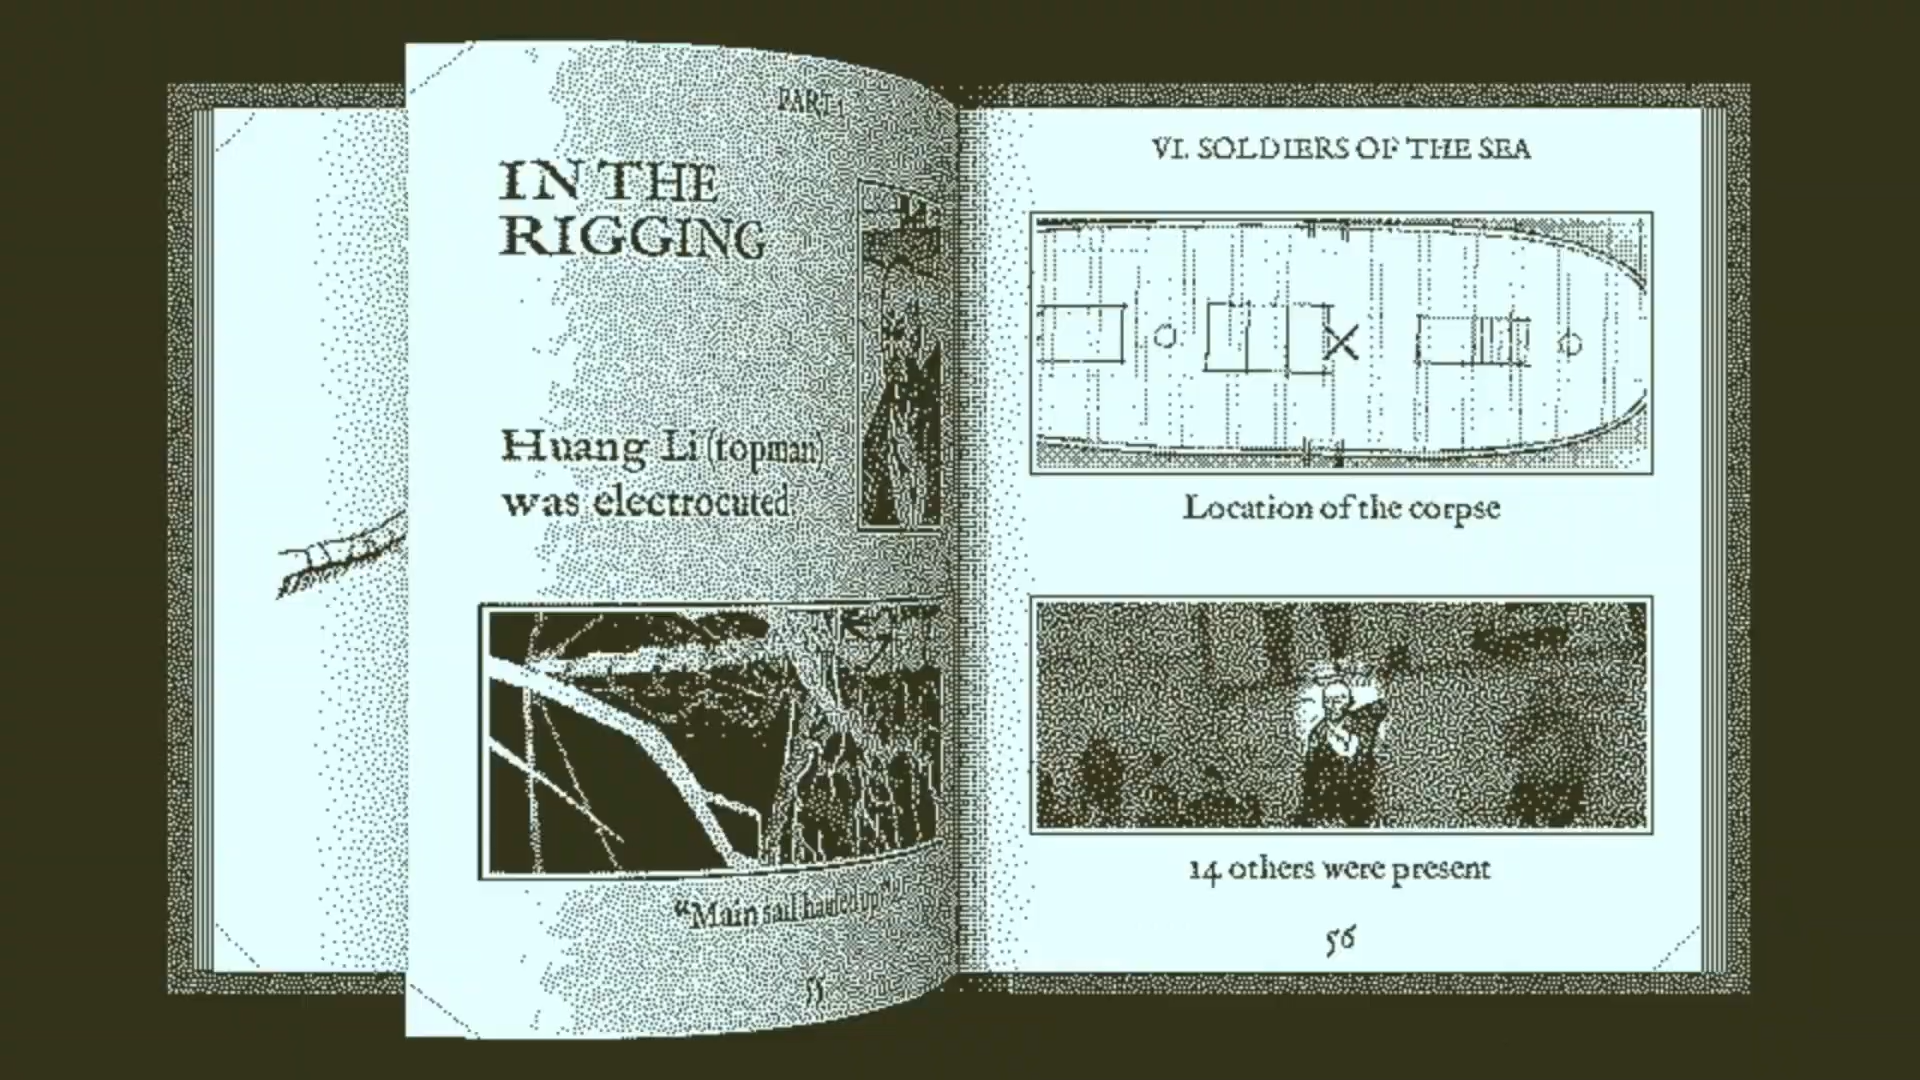 PART 1
IN THE
RIGGING
Huang Li (topman)
was electrocuted
"Main sail hauled up!"
55
VI. SOLDIERS OF THE SEA
Location of the corpse
14 others were present
56